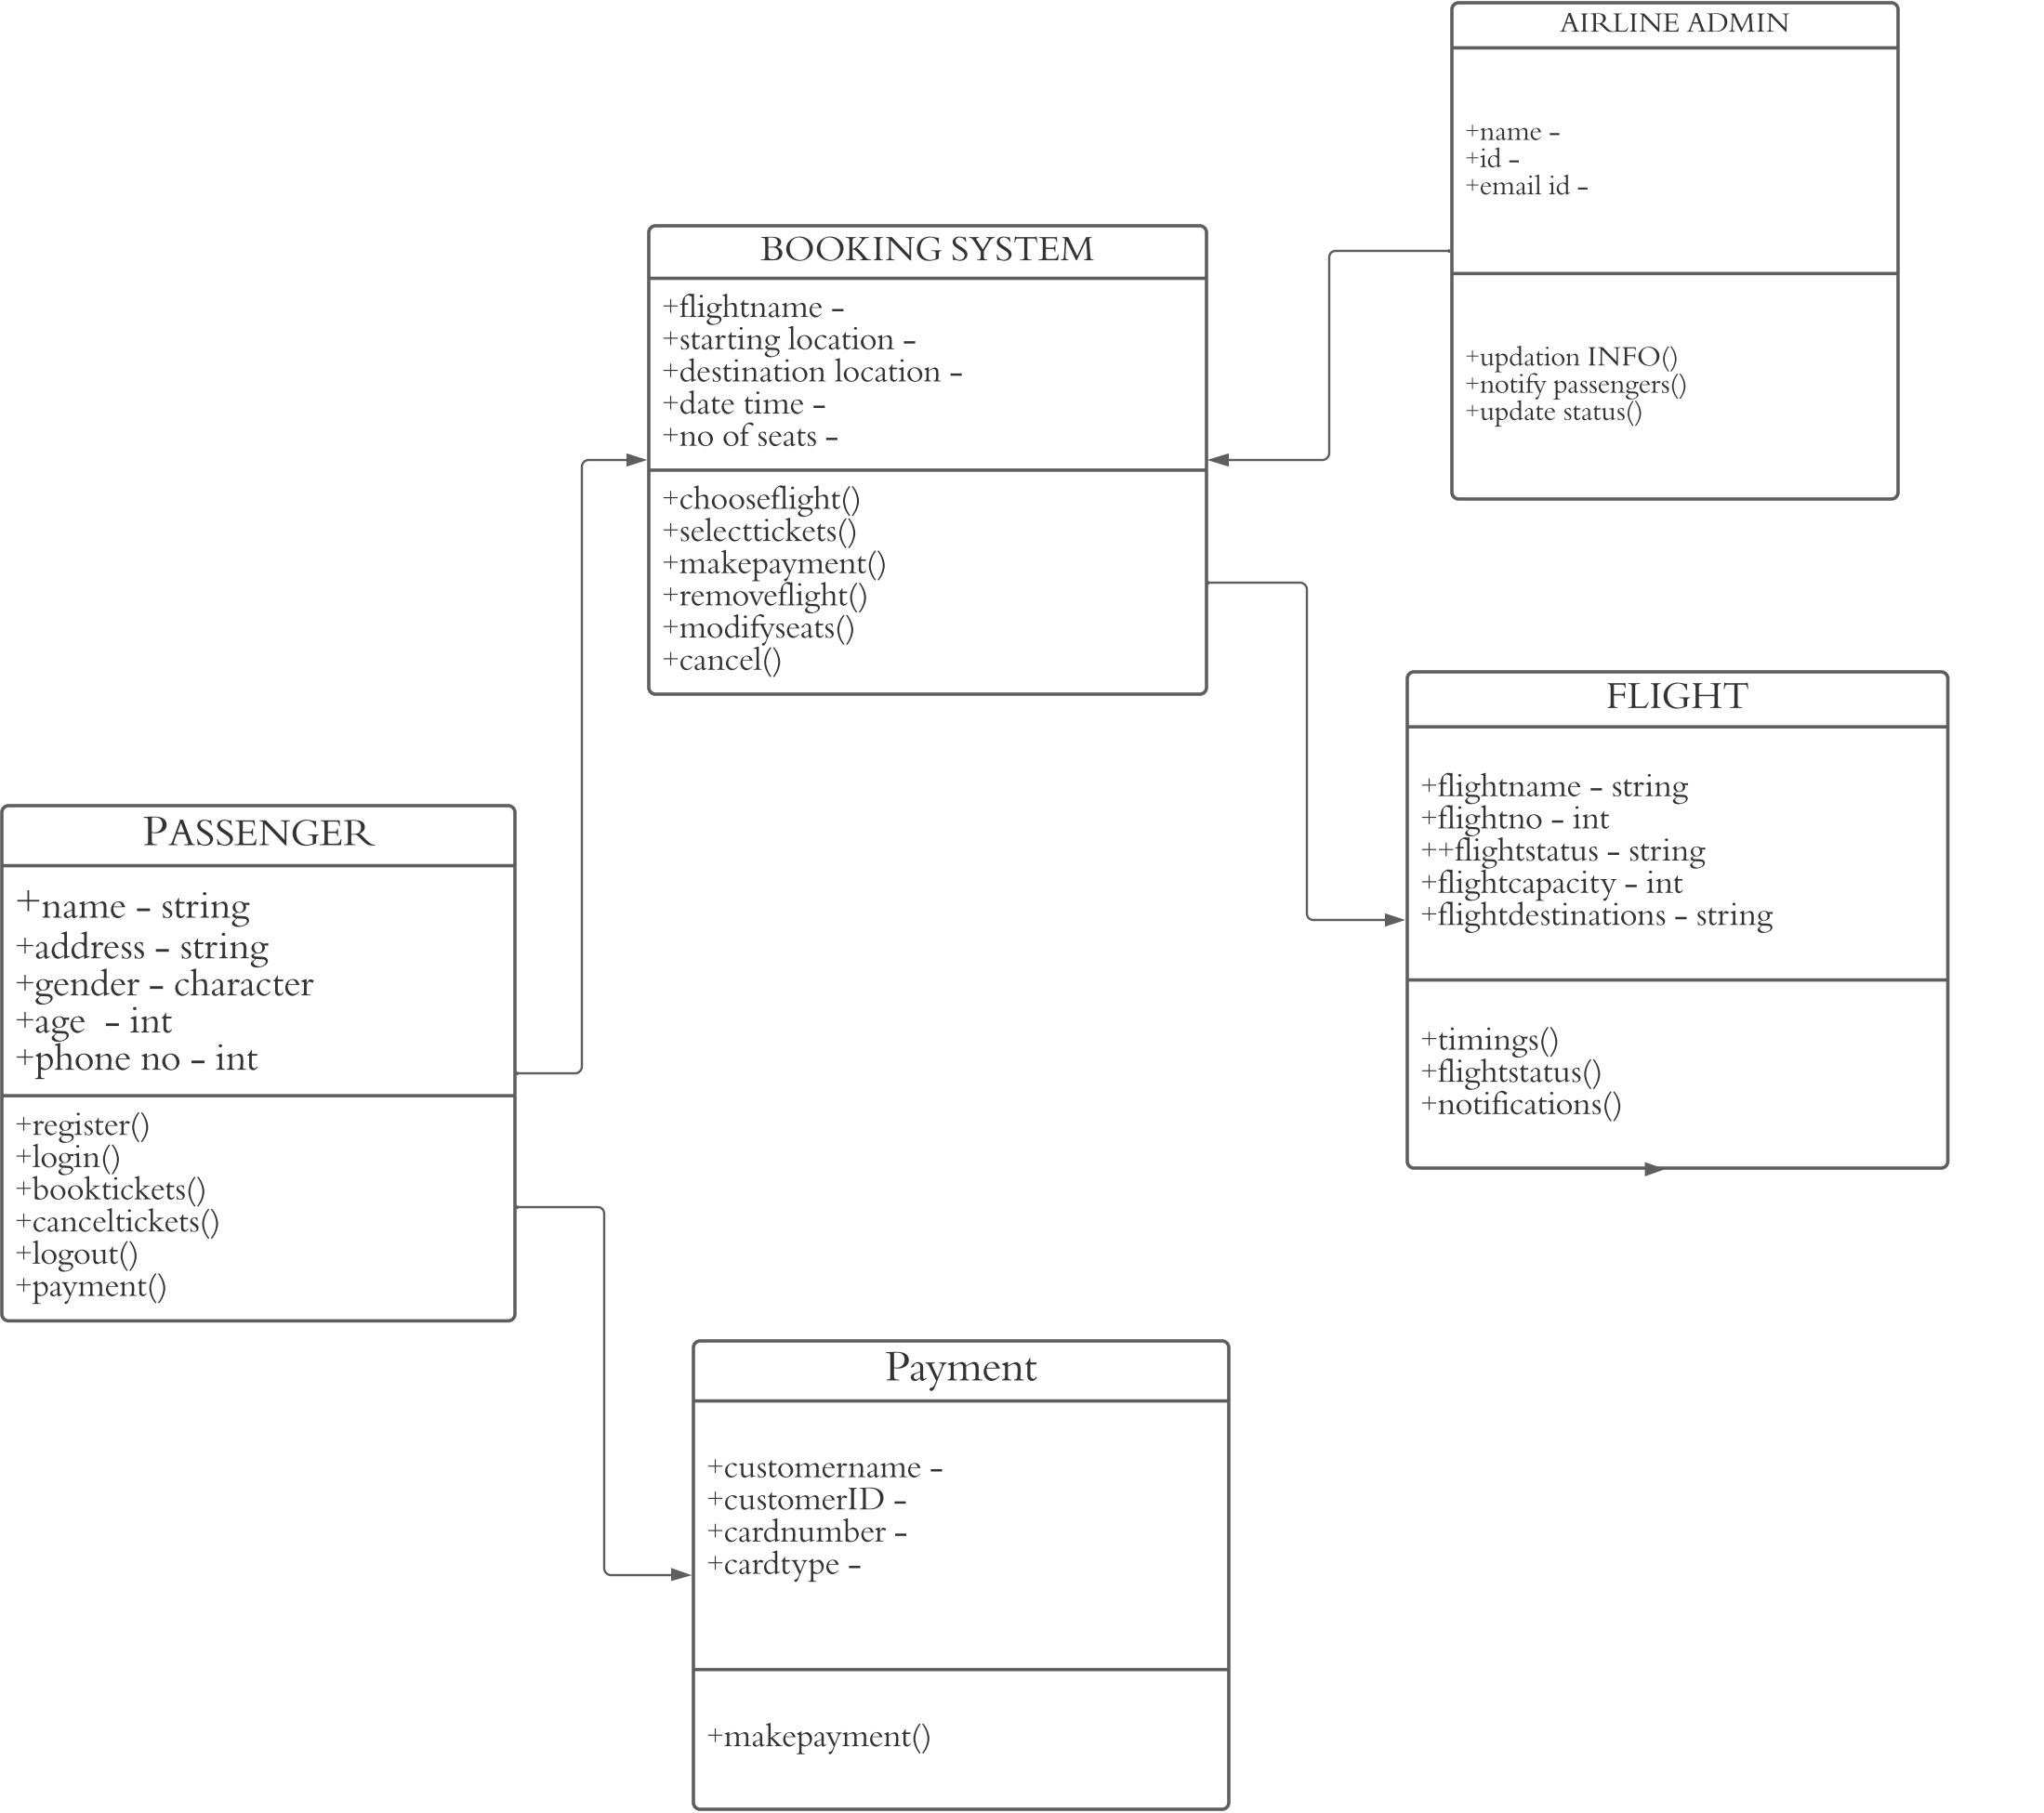 AIRLINE ADMIN
+name -
+id -
+email id -
+updation INFO()
+notify passengers()
+update status()
BOOKING SYSTEM
+flightname -
+starting location -
+destination location -
+date time -
+no of seats -
+chooseflight()
+selecttickets()
+makepayment()
+removeflight()
+modifyseats()
+cancel()
FLIGHT
+flightname - string
+flightno - int
++flightstatus - string
+flightcapacity - int
+flightdestinations - string
+timings()
+flightstatus()
+notifications()
PASSENGER
+name - string
+address - string
+gender - character
+age  - int
+phone no - int
+register()
+login()
+booktickets()
+canceltickets()
+logout()
+payment()
Payment
+customername -
+customerID -
+cardnumber -
+cardtype -
+makepayment()